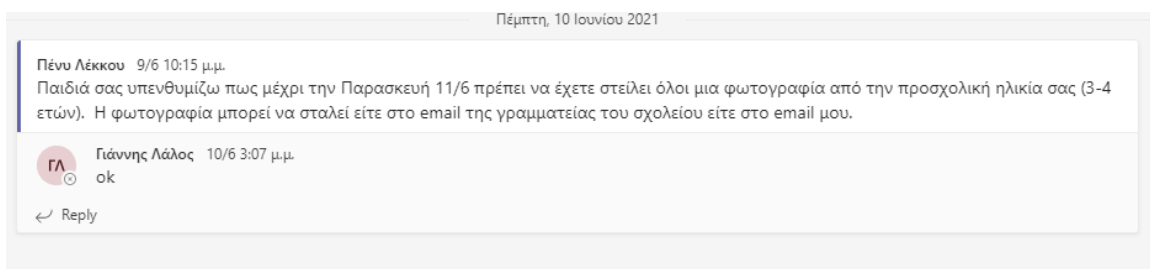 Πέμπτη, 10 Ιουνίου 2021
Πένυ Λέκκου 9/6 10:15 μ.μ.
Παιδιά σας υπενθυμίζω πως μέχρι την Παρασκευή 11/6 πρέπει να έχετε στείλει όλοι μια φωτογραφία από την προσχολική ηλικία σας (3-4
ετών). Η φωτογραφία μπορεί να σταλεί είτε στο email της γραμματείας του σχολείου είτε στο email μου.
ΓΛ
Γιάννης Λάλος 10/6 3:07 μ.μ.
ok
Reply